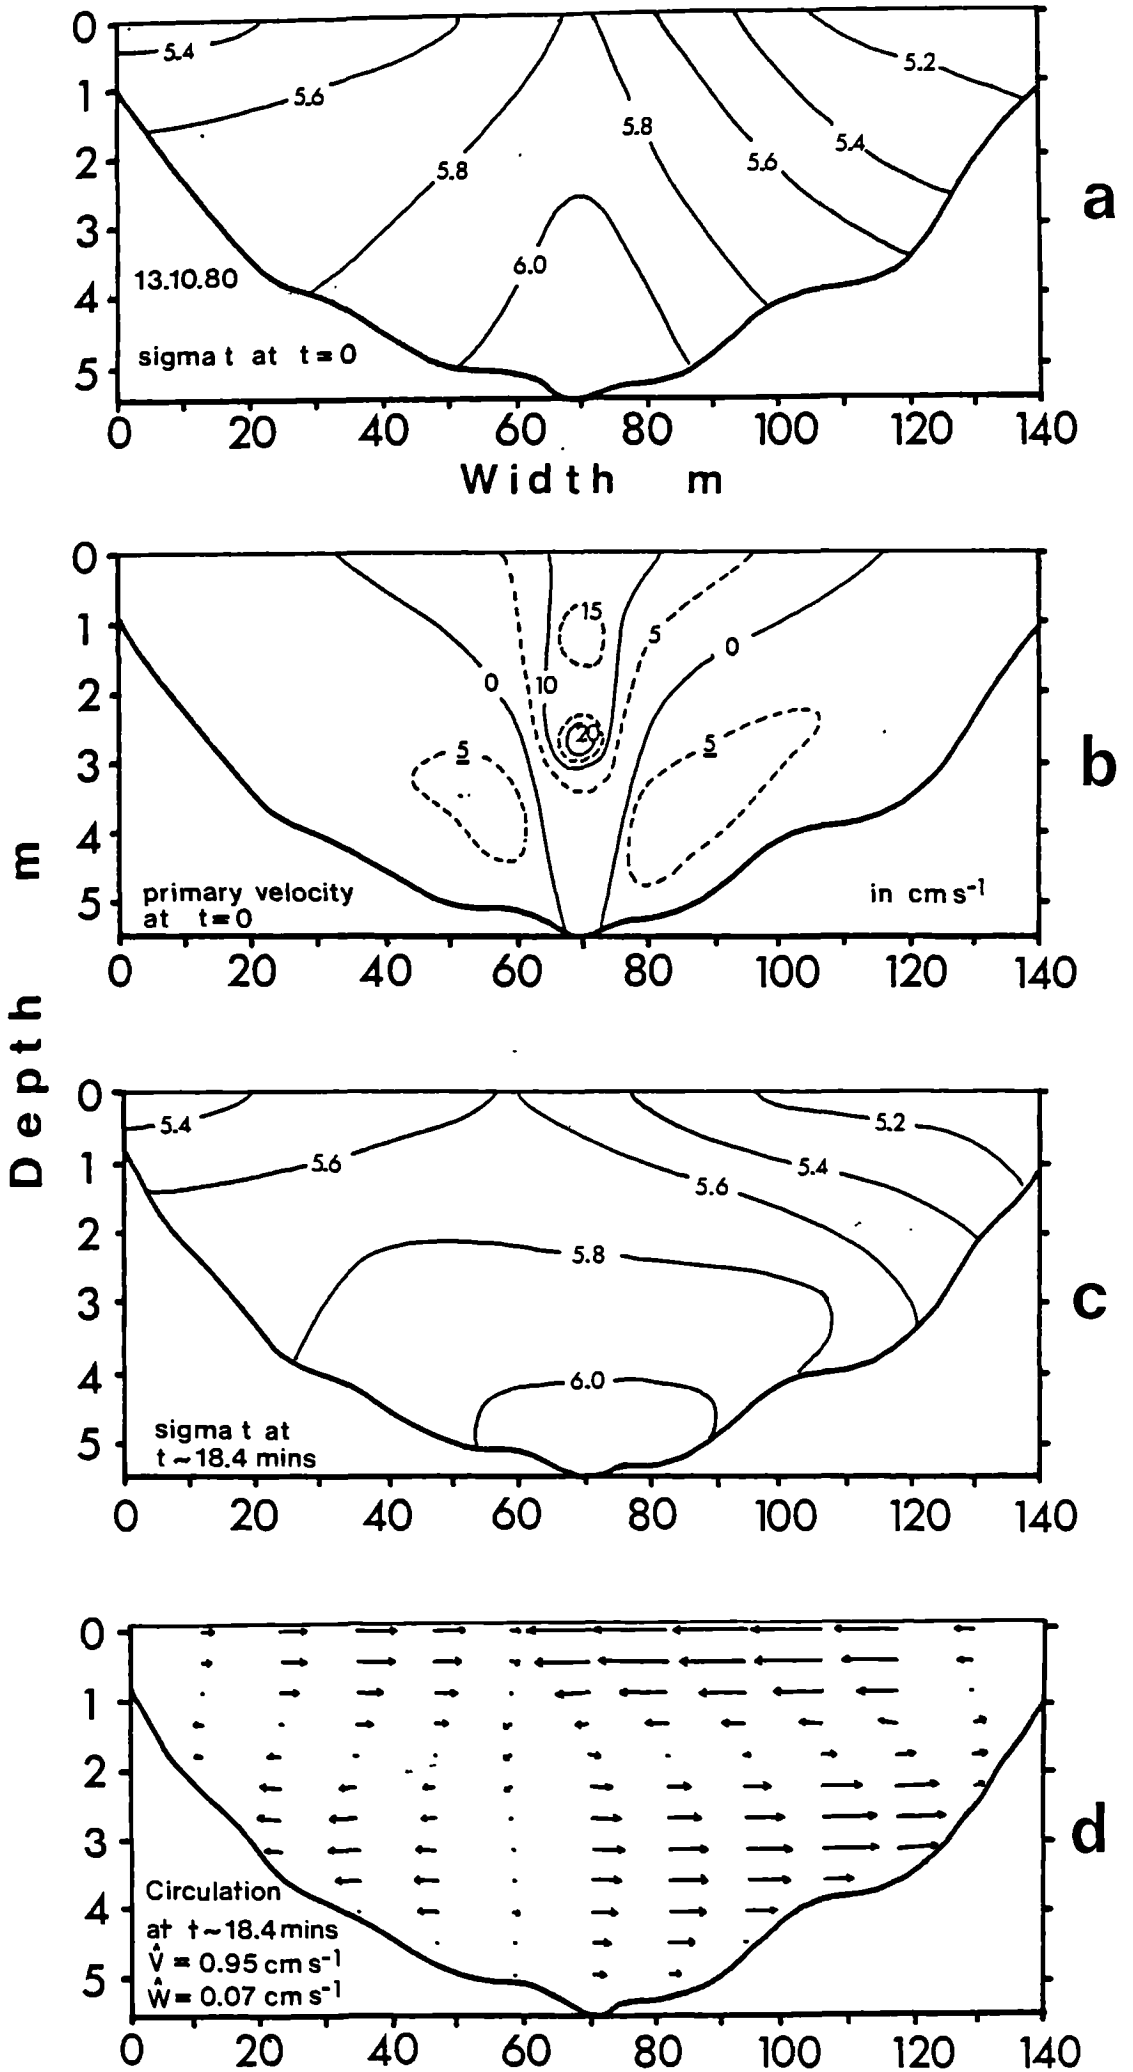 0
5.4
5.6
5.8
5.8
5.6
5.4
5.2
1
2
3
4
5
6.0
a
13.10.80
sigma t at t=0
0 20 40 60 80 100 120 140
Width m
0
1
2
3
4
5
15
5
0
0
10
20
5
5
b
primary velocity
at t=0
in cm s-1
0 20 40 60 80 100 120 140
Depth m
0
1
2
3
4
5
5.4
5.6
5.2
5.4
5.6
5.8
6.0
c
sigma t at
t ~ 18.4 mins
0 20 40 60 80 100 120 140
0
1
2
3
4
5
d
Circulation
at t~18.4 mins
V̂ = 0.95 cm s-1
Ŵ = 0.07 cm s-1
0 20 40 60 80 100 120 140